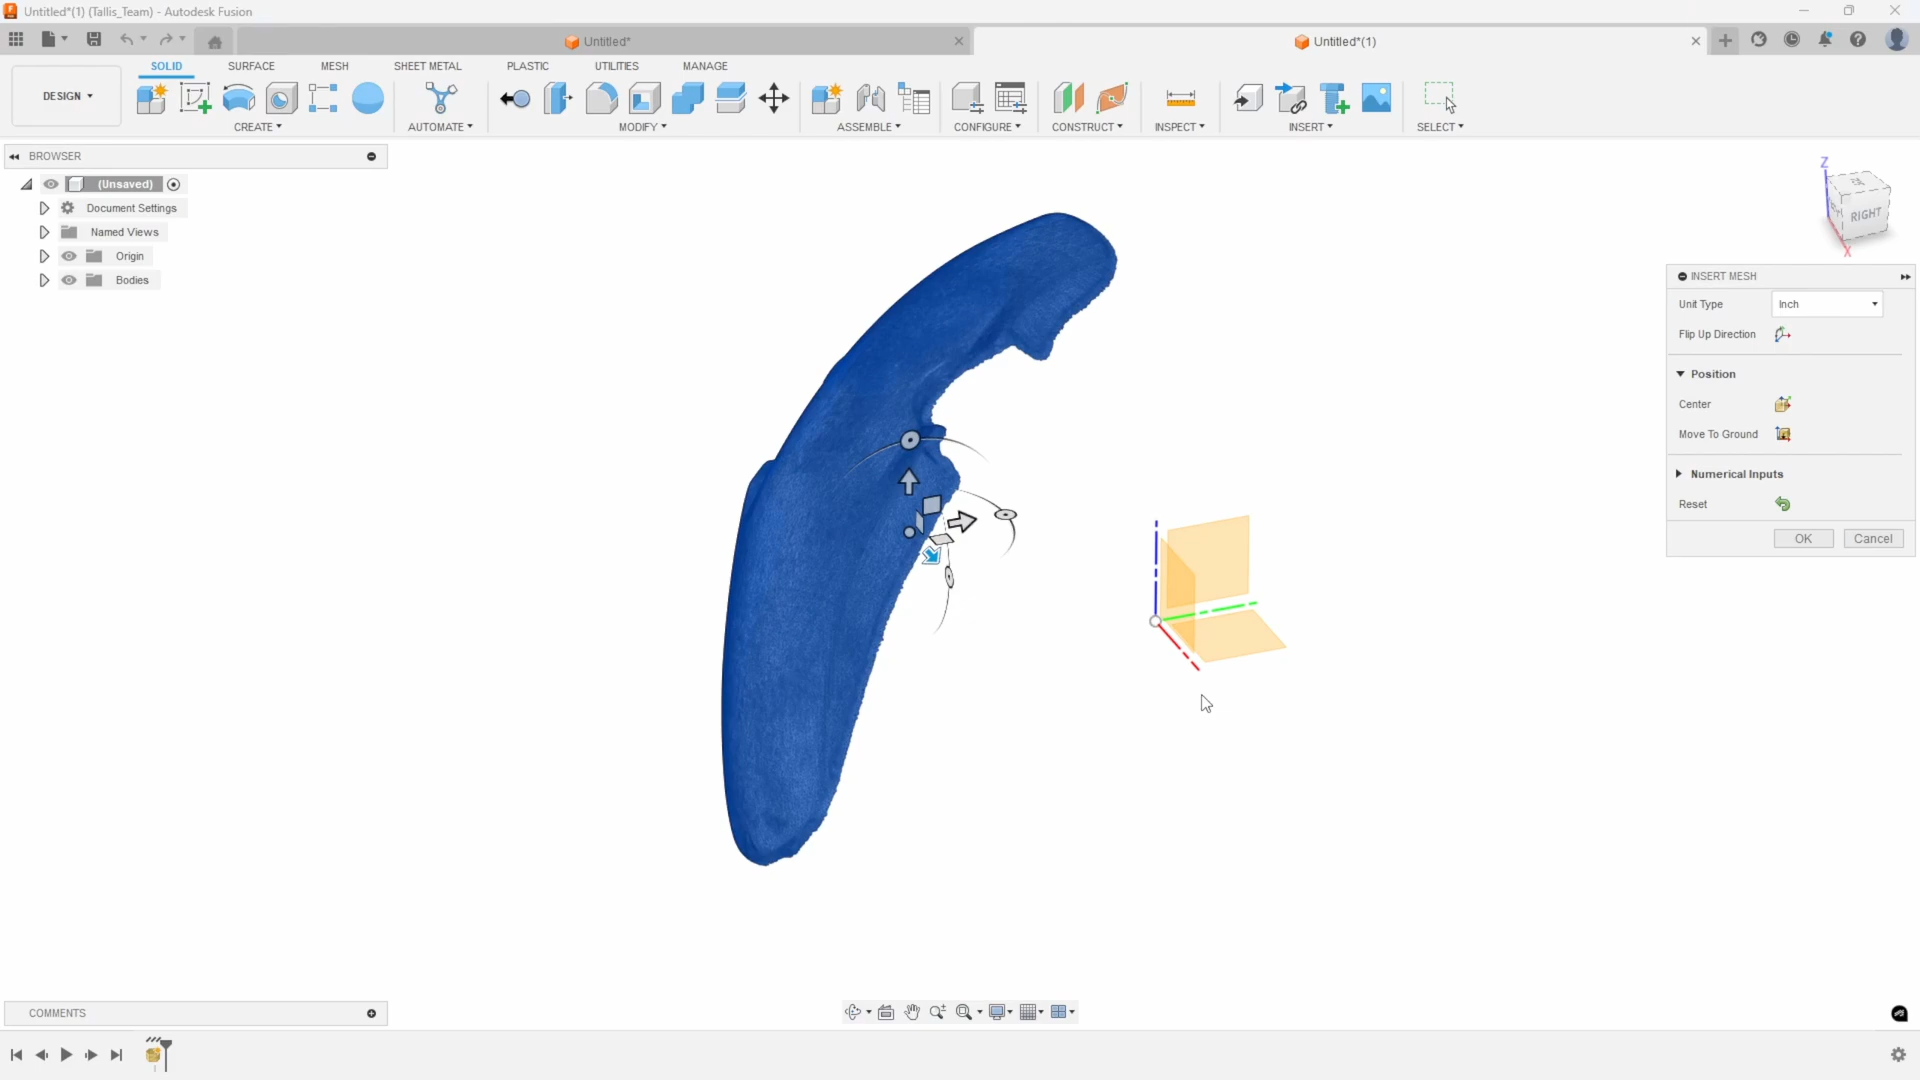 Untitled*(1) (Tallis_Team) - Autodesk Fusion
Untitled*
Untitled*(1)
DESIGN
SOLID
SURFACE
MESH
SHEET METAL
PLASTIC
UTILITIES
MANAGE
CREATE
AUTOMATE
MODIFY
ASSEMBLE
CONFIGURE
CONSTRUCT
INSPECT
INSERT
SELECT
BROWSER
(Unsaved)
Document Settings
Named Views
Origin
Bodies
Z
RIGHT
X
INSERT MESH
Unit Type
Inch
Flip Up Direction
Position
Center
Move To Ground
Numerical Inputs
Reset
OK
Cancel
COMMENTS